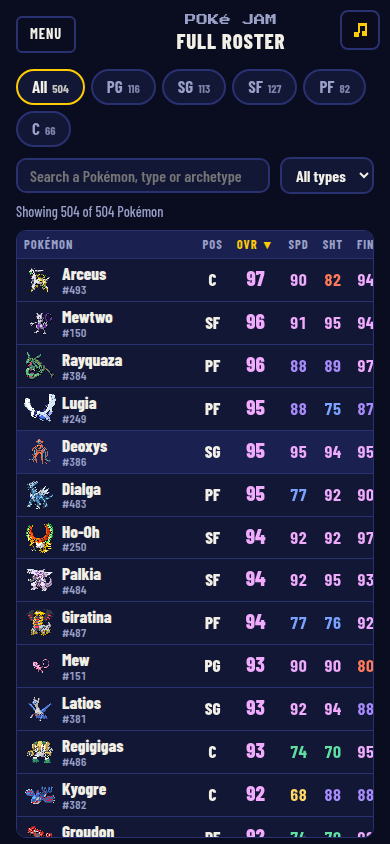 MENU
POKé JAM
FULL ROSTER
All 504 PG 116 SG 113 SF 127 PF 82
C 66
Search a Pokémon, type or archetype All types
Showing 504 of 504 Pokémon
POKÉMON POS OVR ▼ SPD SHT FIN
Arceus C 97 90 82 94
#493
Mewtwo SF 96 91 95 94
#150
Rayquaza PF 96 88 89 97
#384
Lugia PF 95 88 75 87
#249
Deoxys SG 95 95 94 95
#386
Dialga PF 95 77 92 90
#483
Ho-Oh SF 94 92 92 97
#250
Palkia SF 94 92 95 93
#484
Giratina PF 94 77 76 92
#487
Mew PG 93 90 90 80
#151
Latios SG 93 92 94 88
#381
Regigigas C 93 74 70 95
#486
Kyogre C 92 68 88 88
#382
Groudon